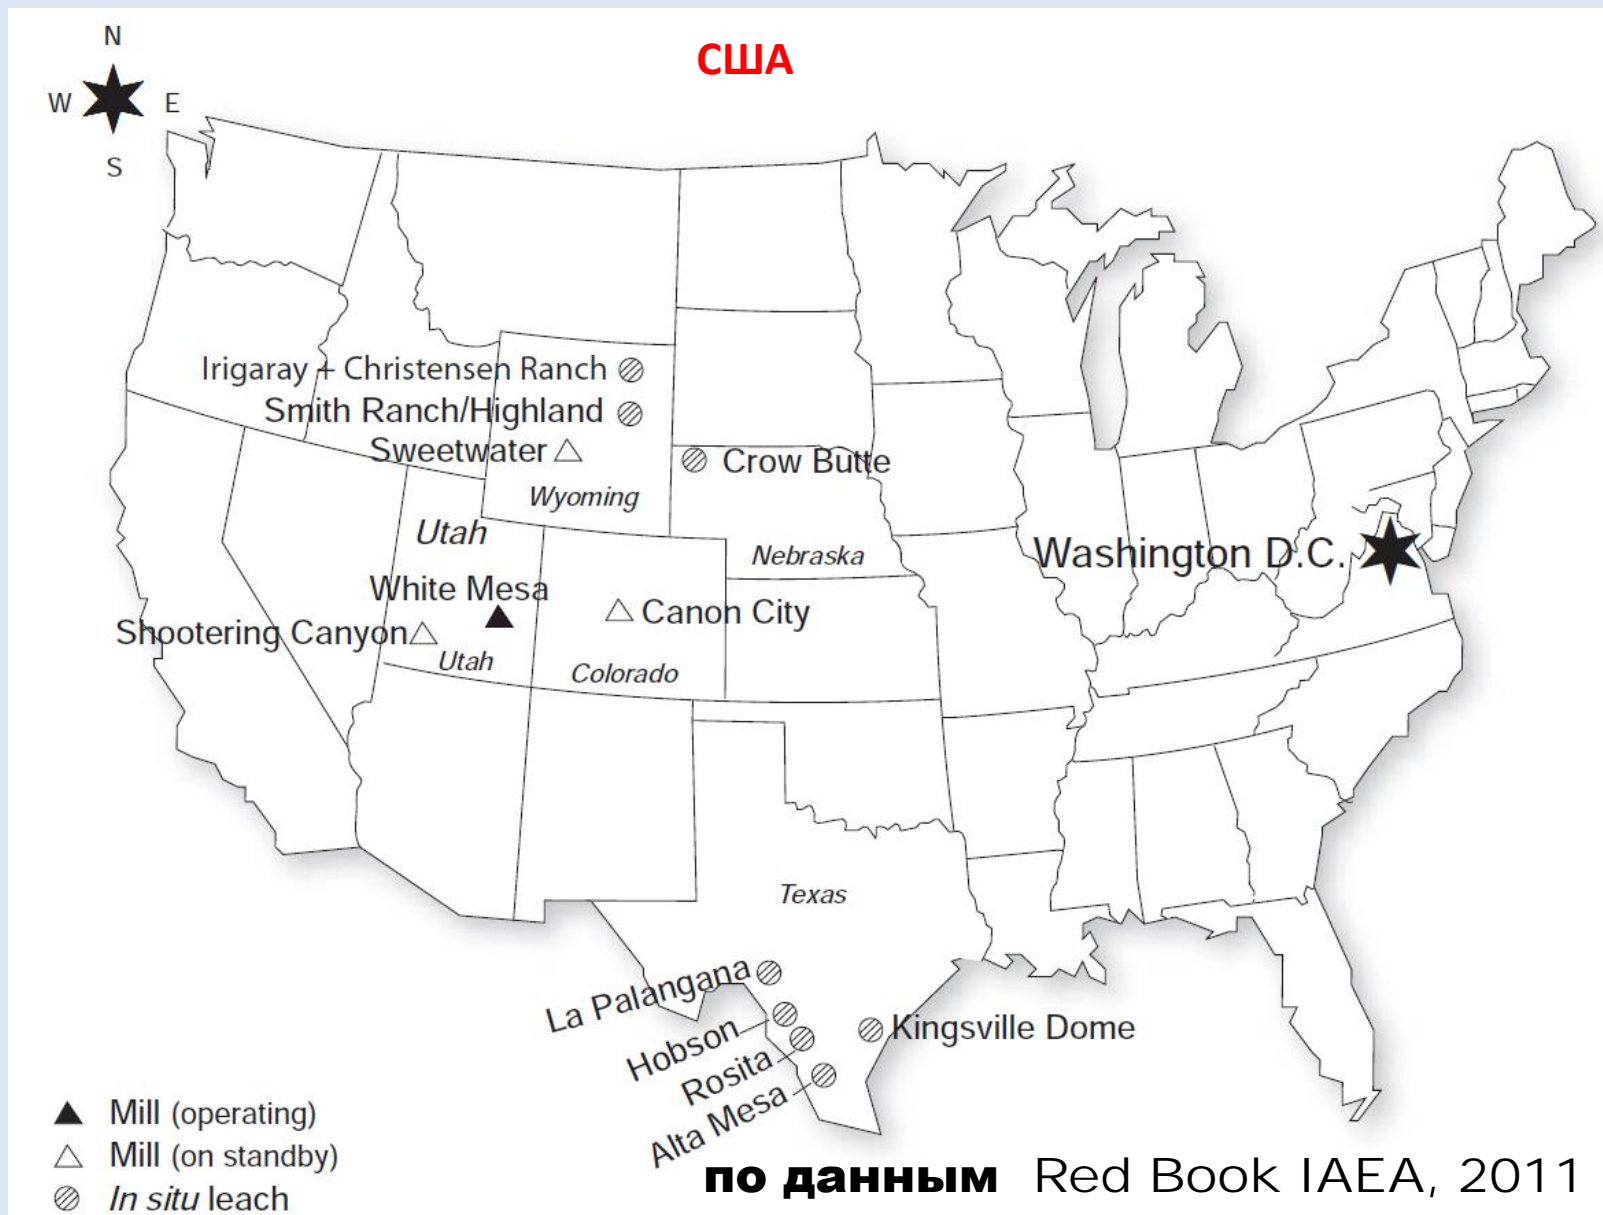 N
США
W E
S
Irigaray + Christensen Ranch
Smith Ranch/Highland
Sweetwater
Crow Butte
Wyoming
Utah
Nebraska
Washington D.C.
White Mesa
Canon City
Shootering Canyon
Utah
Colorado
Texas
La Palangana
Hobson
Kingsville Dome
Rosita
Alta Mesa
Mill (operating)
Mill (on standby)
In situ leach
по данным Red Book IAEA, 2011